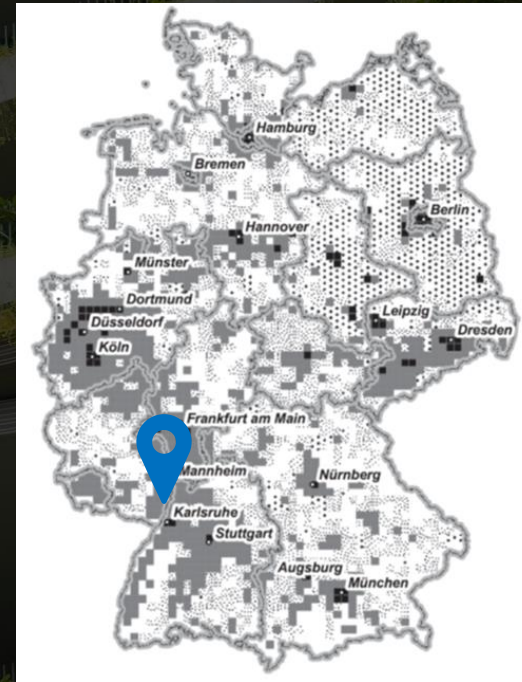 Hamburg
Bremen
Berlin
Hannover
Münster
Dortmund
Leipzig
Düsseldorf
Dresden
Köln
Frankfurt am Main
Mannheim
Nürnberg
Karlsruhe
Stuttgart
Augsburg
München